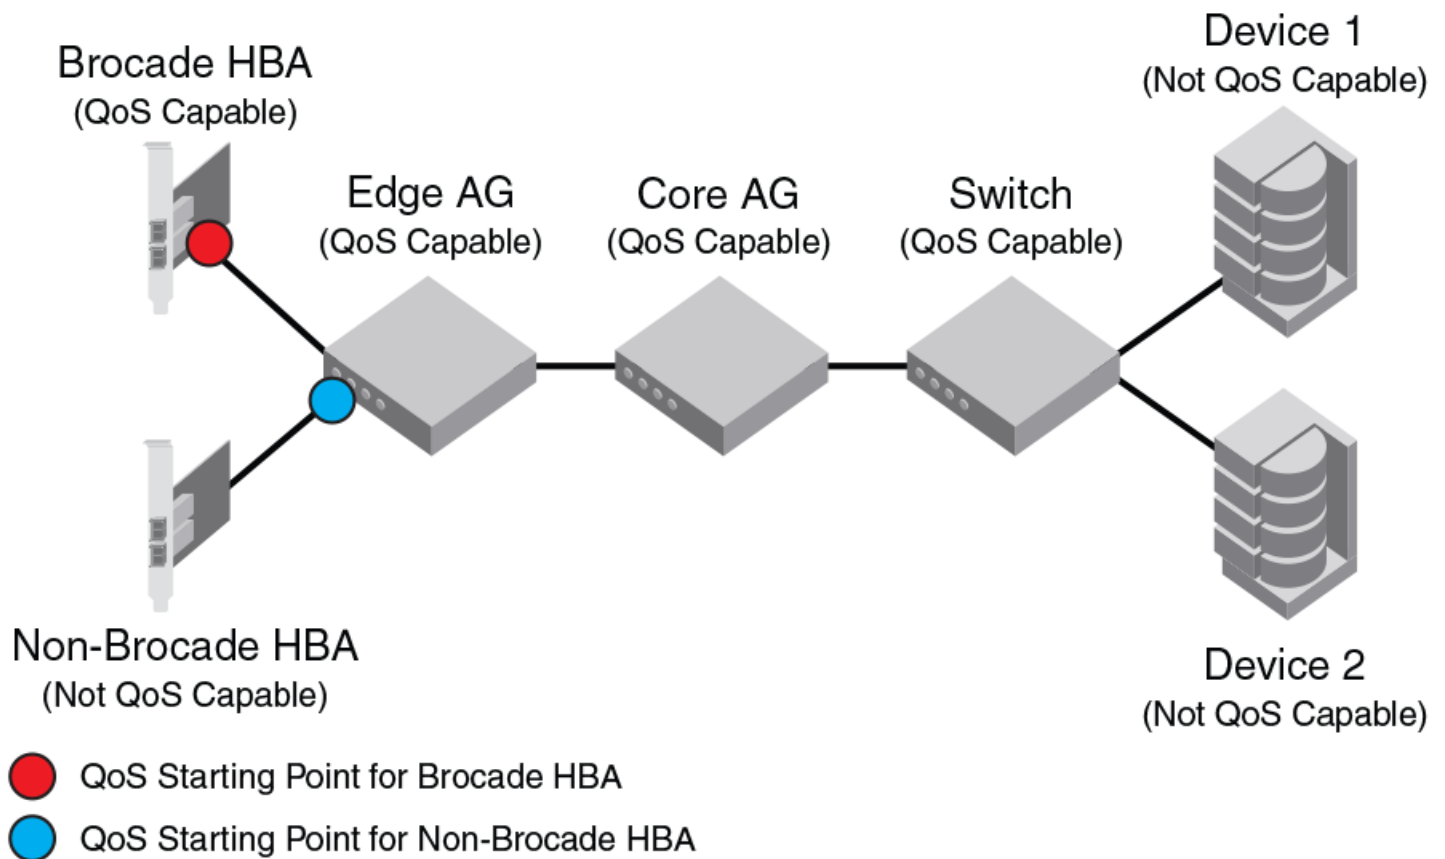 Brocade HBA
(QoS Capable)
Edge AG
(QoS Capable)
Core AG
(QoS Capable)
Switch
(QoS Capable)
Device 1
(Not QoS Capable)
Non-Brocade HBA
(Not QoS Capable)
Device 2
(Not QoS Capable)
QoS Starting Point for Brocade HBA
QoS Starting Point for Non-Brocade HBA